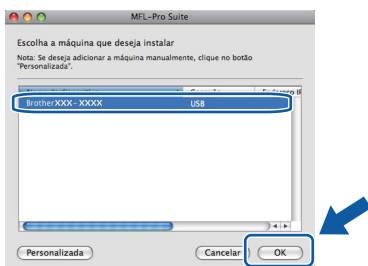 MFL-Pro Suite
Escolha a máquina que deseja instalar
Nota: Se deseja adicionar a máquina manualmente, clique no botão
"Personalizada".
BrotherXXX-XXXX USB
Personalizada Cancelar OK